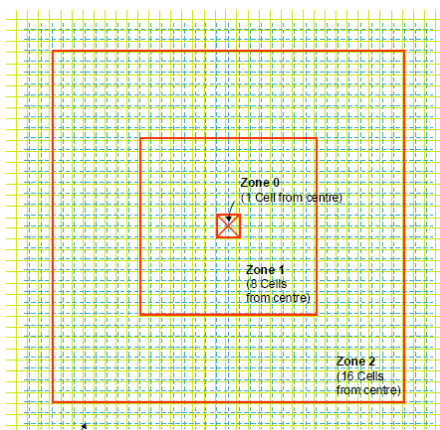 Zone 0
(1 Cell from centre)
Zone 1
(8 Cells
from centre)
Zone 2
(16 Cells
from centre)